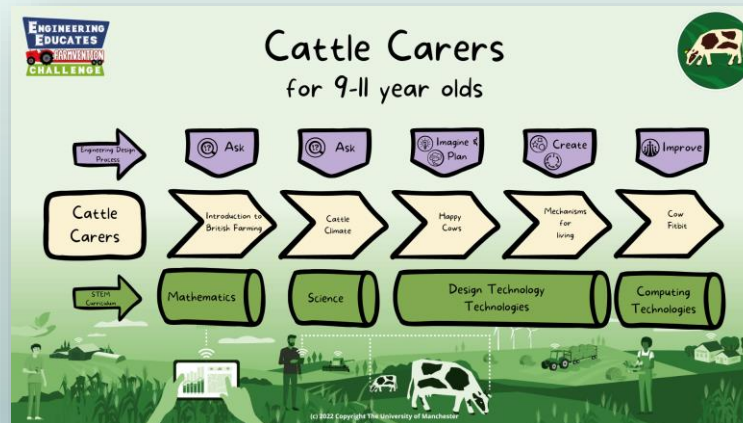 ENGINEERING
EDUCATES
FARMVENTION
CHALLENGE
Cattle Carers
for 9-11 year olds
Engineering Design
Process
Ask
Ask
Imagine &
Plan
Create
Improve
Cattle
Carers
Introduction to
British Farming
Cattle
Climate
Happy
Cows
Mechanisms
for
living
Cow
Fitbit
STEM
Curriculum
Mathematics
Science
Design Technology
Technologies
Computing
Technologies
(c) 2022 Copyright The University of Manchester